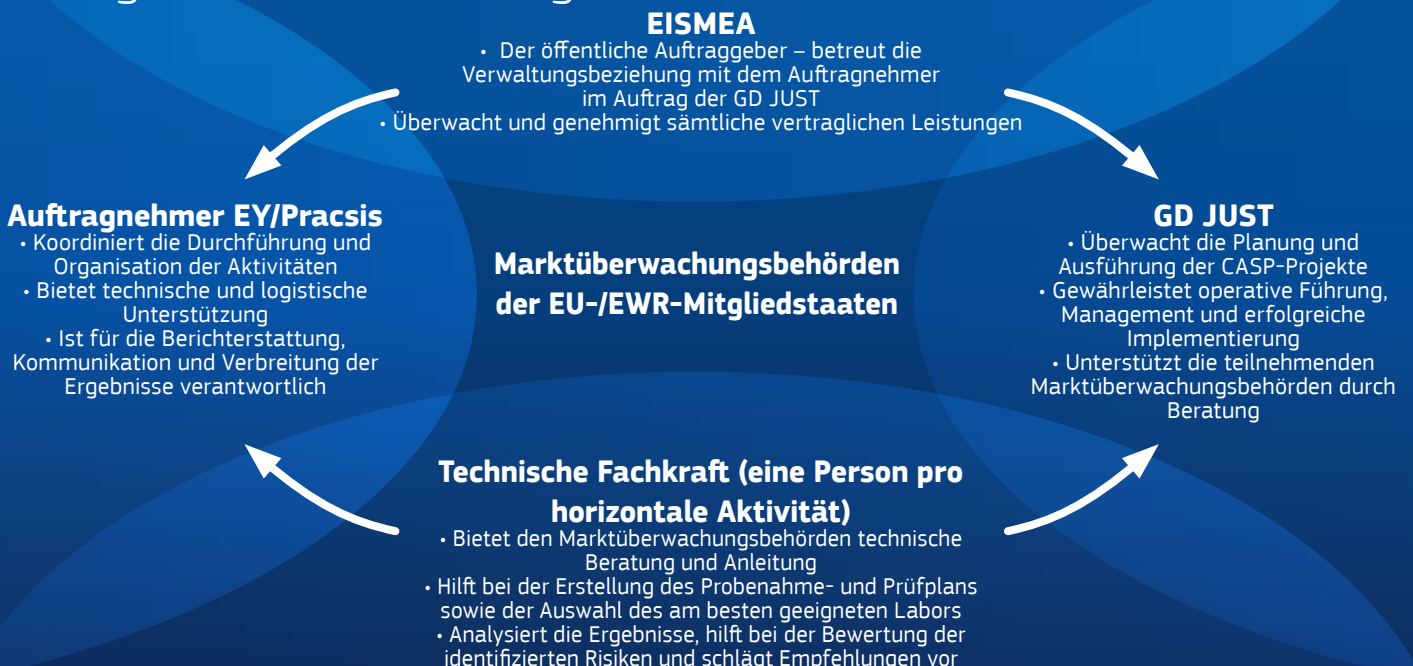 EISMEA
• Der öffentliche Auftraggeber – betreut die
Verwaltungsbeziehung mit dem Auftragnehmer
im Auftrag der GD JUST
• Überwacht und genehmigt sämtliche vertraglichen Leistungen
Auftragnehmer EY/Pracsis
• Koordiniert die Durchführung und
Organisation der Aktivitäten
• Bietet technische und logistische
Unterstützung
• Ist für die Berichterstattung,
Kommunikation und Verbreitung der
Ergebnisse verantwortlich
Marktüberwachungsbehörden
der EU-/EWR-Mitgliedstaaten
GD JUST
• Überwacht die Planung und
Ausführung der CASP-Projekte
• Gewährleistet operative Führung,
Management und erfolgreiche
Implementierung
• Unterstützt die teilnehmenden
Marktüberwachungsbehörden durch
Beratung
Technische Fachkraft (eine Person pro
horizontale Aktivität)
• Bietet den Marktüberwachungsbehörden technische
Beratung und Anleitung
• Hilft bei der Erstellung des Probenahme- und Prüfplans
sowie der Auswahl des am besten geeigneten Labors
• Analysiert die Ergebnisse, hilft bei der Bewertung der
identifizierten Risiken und schlägt Empfehlungen vor